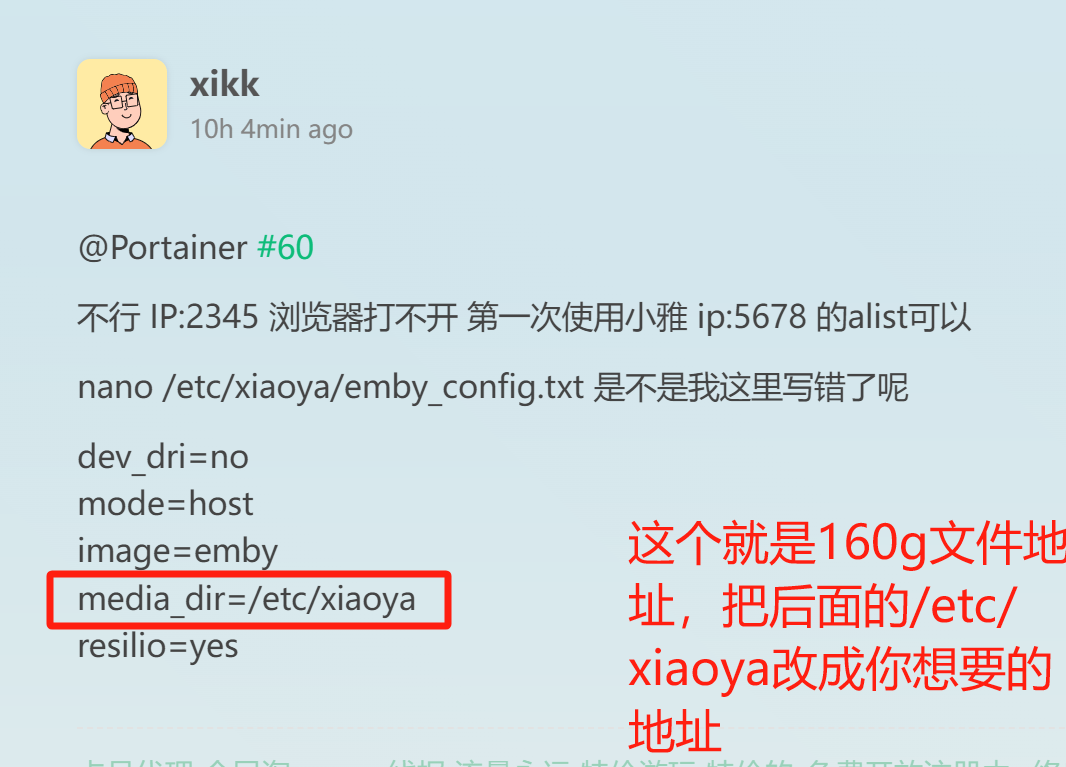 xikk
10h 4min ago
@Portainer #60
不行 IP:2345 浏览器打不开 第一次使用小雅 ip:5678 的alist可以
nano /etc/xiaoya/emby_config.txt 是不是我这里写错了呢
dev_dri=no
mode=host
image=emby
media_dir=/etc/xiaoya
resilio=yes
这个就是160g文件地
址，把后面的/etc/
xiaoya改成你想要的
地址